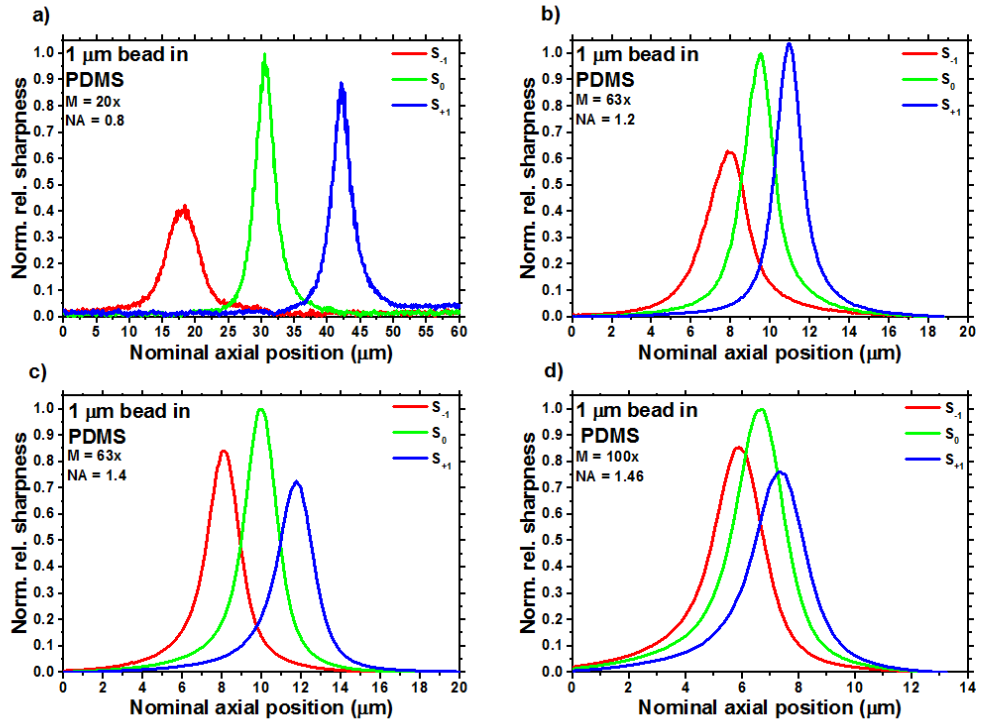 a)
1 μm bead in
PDMS
M = 20x
NA = 0.8
S-1
S0
S+1
Norm. rel. sharpness
1.0
0.9
0.8
0.7
0.6
0.5
0.4
0.3
0.2
0.1
0.0
0 5 10 15 20 25 30 35 40 45 50 55 60
Nominal axial position (μm)
b)
1 μm bead in
PDMS
M = 63x
NA = 1.2
S-1
S0
S+1
Norm. rel. sharpness
1.0
0.9
0.8
0.7
0.6
0.5
0.4
0.3
0.2
0.1
0.0
0 2 4 6 8 10 12 14 16 18 20
Nominal axial position (μm)
c)
1 μm bead in
PDMS
M = 63x
NA = 1.4
S-1
S0
S+1
Norm. rel. sharpness
1.0
0.9
0.8
0.7
0.6
0.5
0.4
0.3
0.2
0.1
0.0
0 2 4 6 8 10 12 14 16 18 20
Nominal axial position (μm)
d)
1 μm bead in
PDMS
M = 100x
NA = 1.46
S-1
S0
S+1
Norm. rel. sharpness
1.0
0.9
0.8
0.7
0.6
0.5
0.4
0.3
0.2
0.1
0.0
0 2 4 6 8 10 12 14
Nominal axial position (μm)